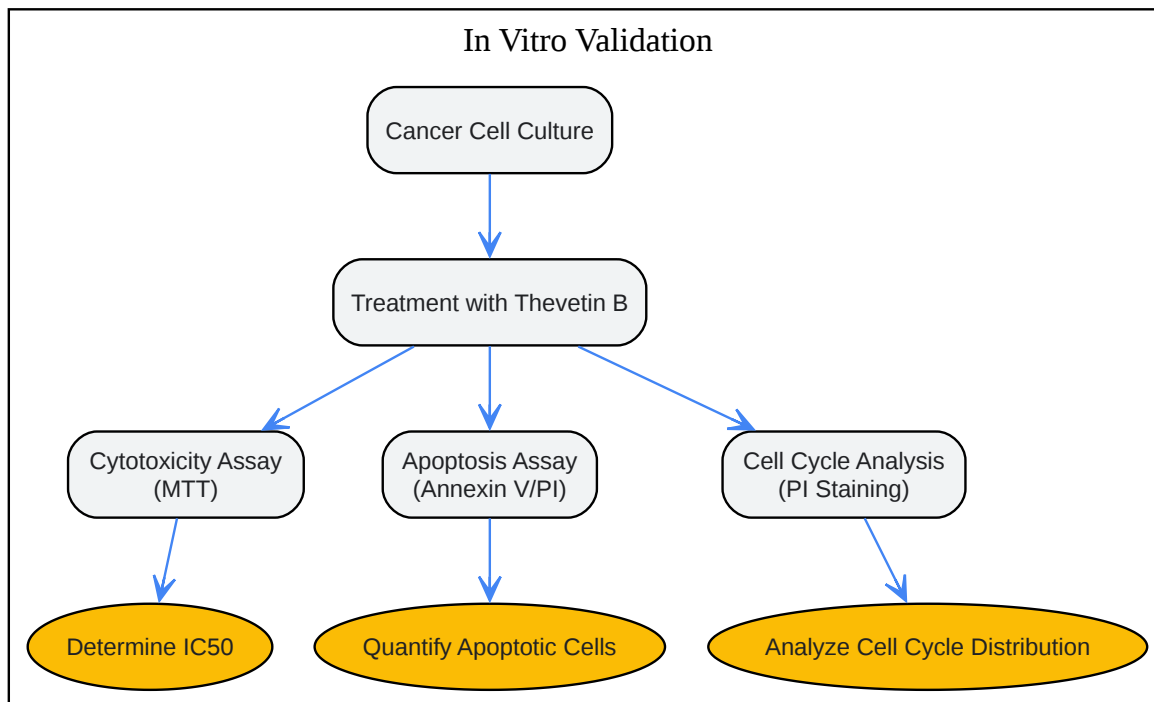 In Vitro Validation
Cancer Cell Culture
Treatment with Thevetin B
Cytotoxicity Assay
(MTT)
Apoptosis Assay
(Annexin V/PI)
Cell Cycle Analysis
(PI Staining)
Determine IC50
Quantify Apoptotic Cells
Analyze Cell Cycle Distribution